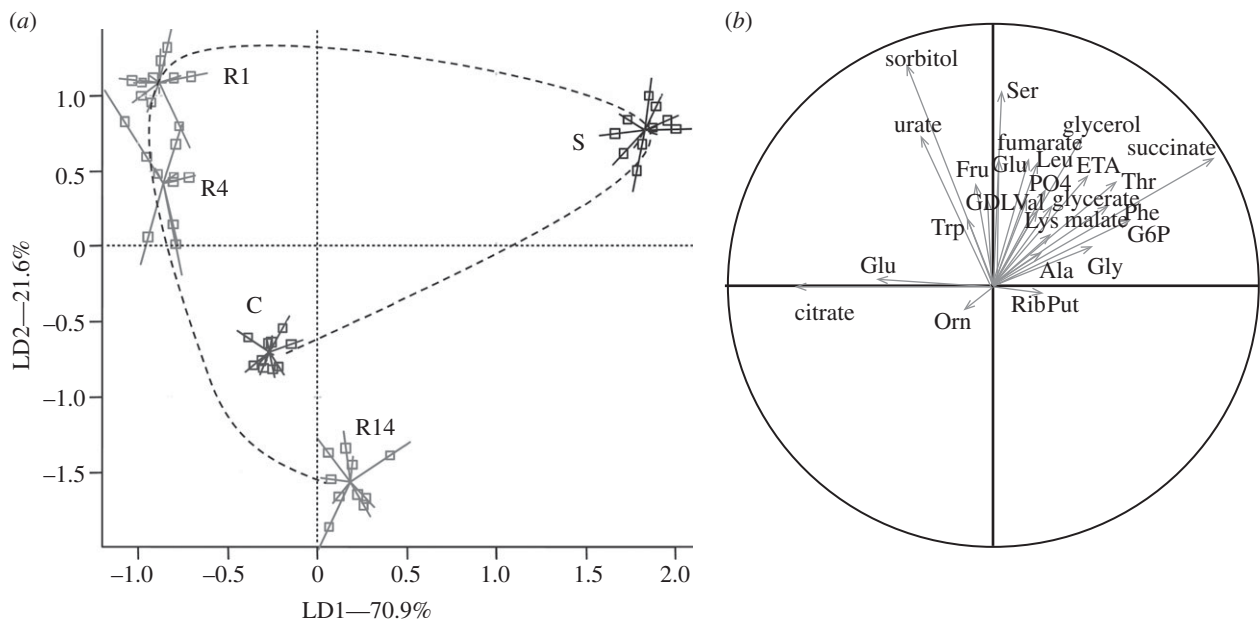 (a)
R1
R4
S
C
R14
1.0
0.5
0
–0.5
–1.0
–1.5
LD2—21.6%
–1.0
–0.5
0
0.5
1.0
1.5
2.0
LD1—70.9%
(b)
sorbitol
Ser
urate
fumarate
glycerol
succinate
Fru
Glu
Leu
ETA
PO4
Thr
GDL
Val
glycerate
Phe
Trp
Lys
malate
G6P
Glu
Ala
Gly
citrate
Orn
Rib
Put